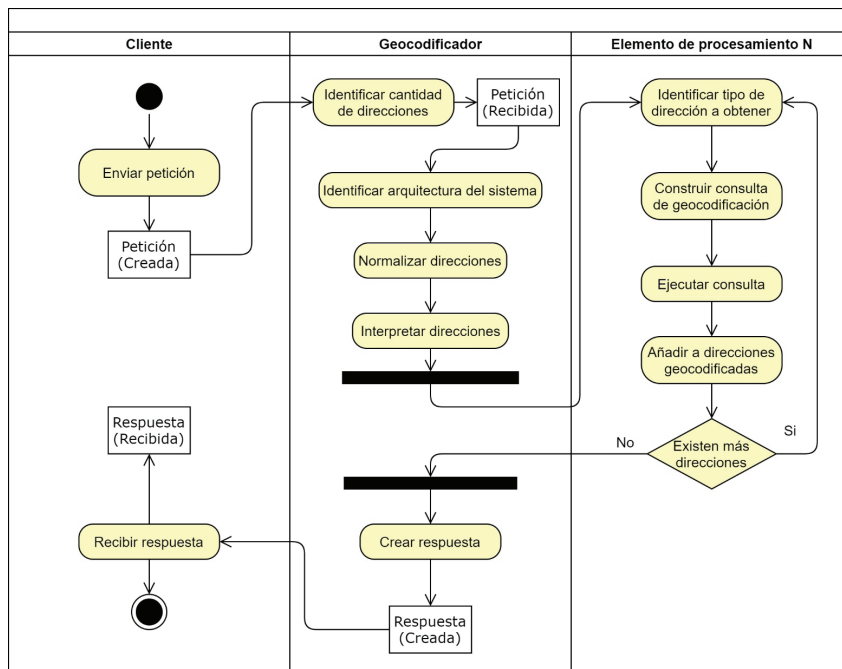 Cliente
Geocodificador
Elemento de procesamiento N
Enviar petición
Petición
(Creada)
Identificar cantidad
de direcciones
Petición
(Recibida)
Identificar arquitectura del sistema
Normalizar direcciones
Interpretar direcciones
Identificar tipo de
dirección a obtener
Construir consulta
de geocodificación
Ejecutar consulta
Añadir a direcciones
geocodificadas
Existen más
direcciones
Si
No
Crear respuesta
Respuesta
(Creada)
Recibir respuesta
Respuesta
(Recibida)